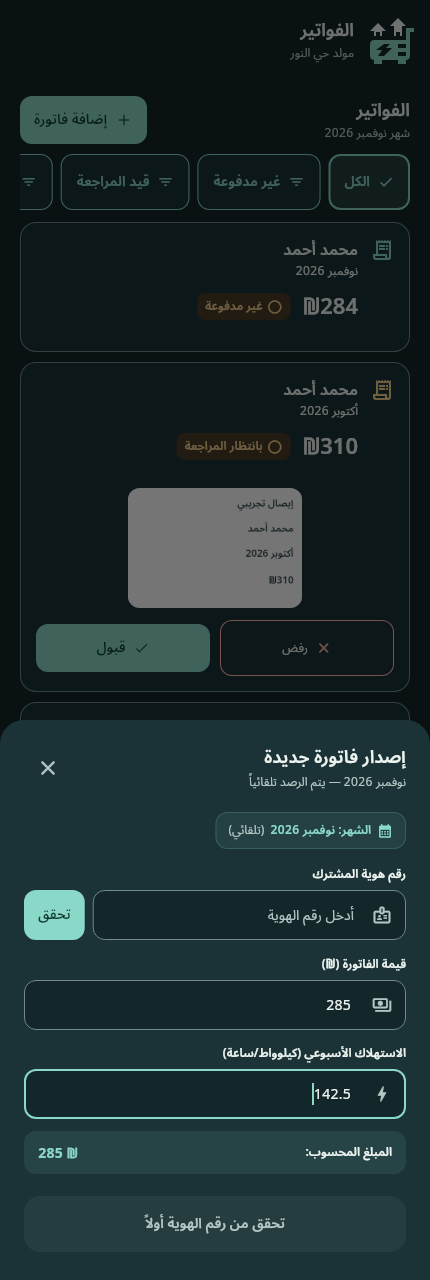 الفواتير
مولد حي النور
الفواتير
شهر نوفمبر 2026
إضافة فاتورة
الكل
غير مدفوعة
قيد المراجعة
محمد أحمد
نوفمبر 2026
₪284
غير مدفوعة
محمد أحمد
أكتوبر 2026
₪310
بانتظار المراجعة
إيصال تجريبي
محمد أحمد
أكتوبر 2026
₪310
رفض
قبول
إصدار فاتورة جديدة
نوفمبر 2026 — يتم الرصد تلقائياً
الشهر: نوفمبر 2026 (تلقائي)
رقم هوية المشترك
أدخل رقم الهوية
تحقق
قيمة الفاتورة (₪)
285
الاستهلاك الأسبوعي (كيلوواط/ساعة)
142.5
المبلغ المحسوب:
285 ₪
تحقق من رقم الهوية أولاً